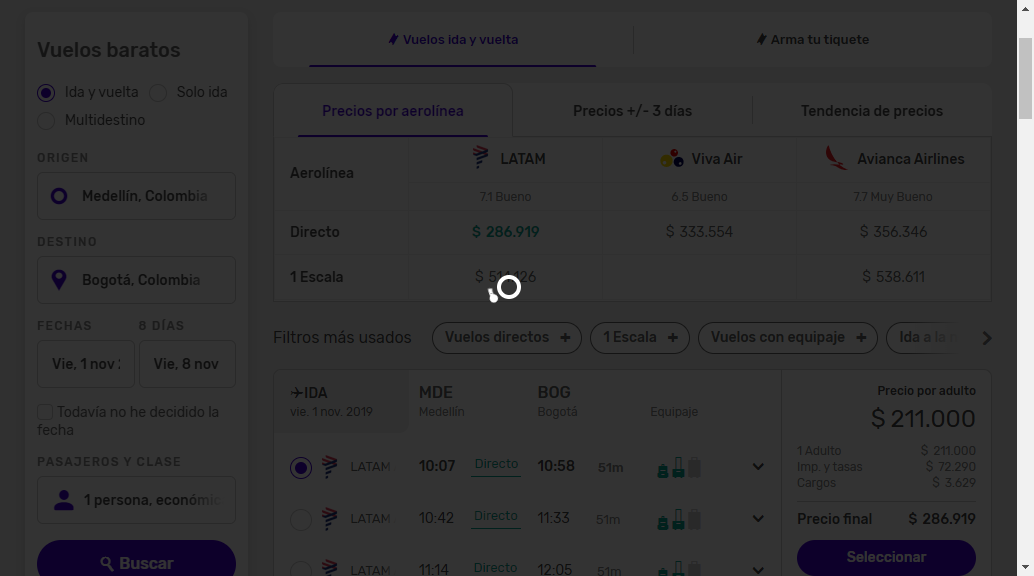 Vuelos baratos
Ida y vuelta
Solo ida
Multidestino
ORIGEN
Medellín, Colombia
DESTINO
Bogotá, Colombia
FECHAS
8 DÍAS
Vie, 1 nov
Vie, 8 nov
Todavía no he decidido la
fecha
PASAJEROS Y CLASE
1 persona, económic
Buscar
Vuelos ida y vuelta
Arma tu tiquete
Precios por aerolínea
Precios +/- 3 días
Tendencia de precios
Aerolínea
LATAM
Viva Air
Avianca Airlines
7.1 Bueno
6.5 Bueno
7.7 Muy Bueno
Directo
$ 286.919
$ 333.554
$ 356.346
1 Escala
$ 538.611
Filtros más usados
Vuelos directos +
1 Escala +
Vuelos con equipaje +
Ida a la
IDA
MDE
BOG
vie. 1 nov. 2019
Medellín
Bogotá
Equipaje
LATAM
10:07
Directo
10:58
51m
LATAM
10:42
Directo
11:33
51m
LATAM
11:14
Directo
12:05
51m
Precio por adulto
$ 211.000
1 Adulto
$ 211.000
Imp. y tasas
$ 72.290
Cargos
$ 3.629
Precio final
$ 286.919
Seleccionar